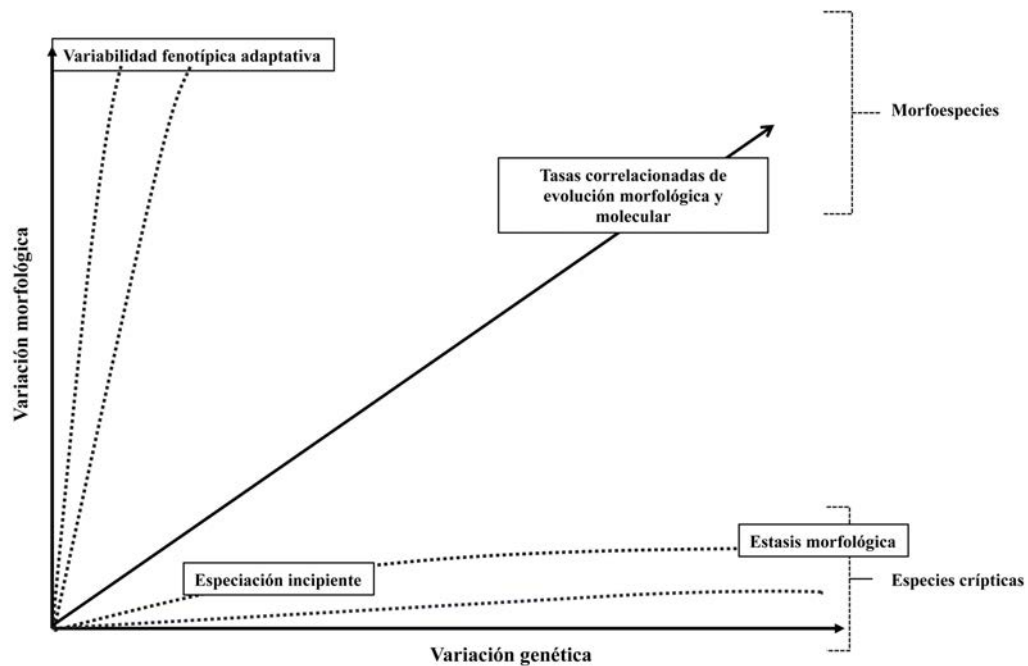 Variabilidad fenotípica adaptativa
Morfoespecies
Tasas correlacionadas de
evolución morfológica y
molecular
Variación morfológica
Estasis morfológica
Especiación incipiente
Especies crípticas
Variación genética